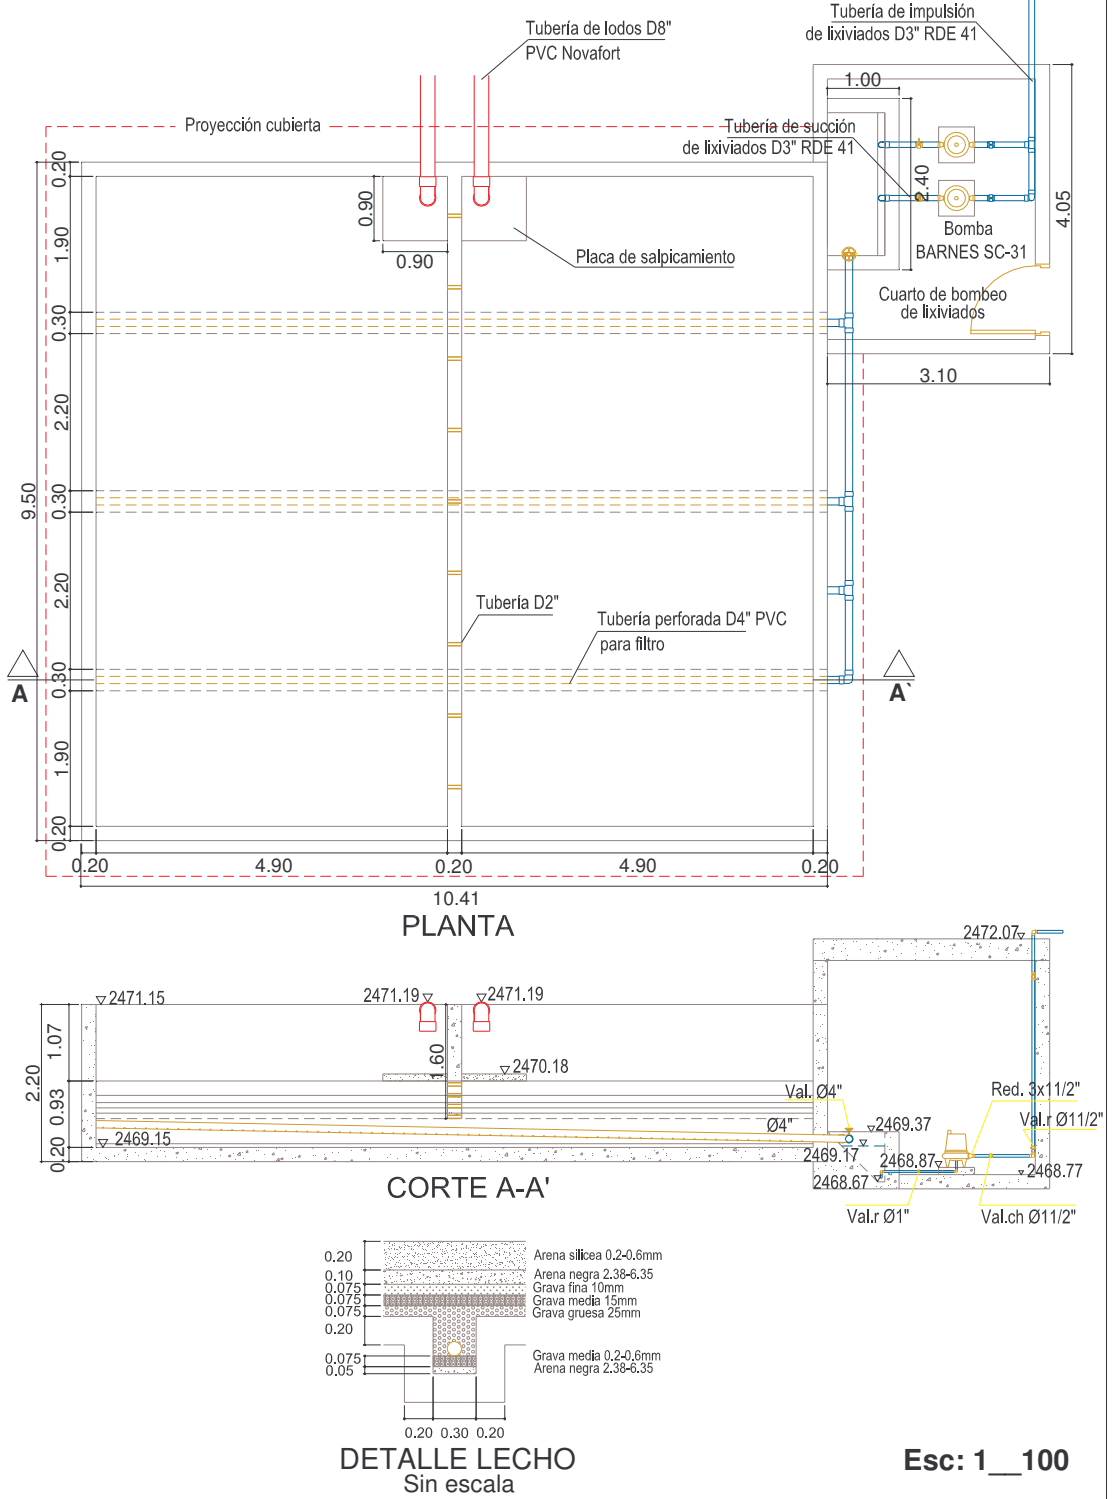 Tubería de impulsión
de lixiviados D3" RDE 41
Tubería de lodos D8"
PVC Novafort
1.00
Proyección cubierta
Tubería de succión
de lixiviados D3" RDE 41
0.20
2.40
4.05
0.90
1.90
Bomba
BARNES SC-31
Placa de salpicamiento
0.90
Cuarto de bombeo
de lixiviados
0.30
3.10
2.20
9.50
0.30
2.20
Tubería D2"
Tubería perforada D4" PVC
para filtro
0.30
A
A`
1.90
0.20
0.20
4.90
0.20
4.90
0.20
10.41
PLANTA
2472.07
2471.15
2471.19
2471.19
1.07
1.60
2.20
2470.18
0.93
Val. Ø4"
Red. 3x11/2"
Ø4"
2469.37
Val.r Ø11/2"
2469.15
0.20
2469.17
2468.87
2468.67
2468.77
CORTE A-A'
Val.r Ø1"
Val.ch Ø11/2"
0.20
Arena silicea 0.2-0.6mm
0.10
Arena negra 2.38-6.35
0.075
Grava fina 10mm
0.075
Grava media 15mm
0.075
Grava gruesa 25mm
0.20
0.075
Grava media 0.2-0.6mm
0.05
Arena negra 2.38-6.35
0.20 0.30 0.20
DETALLE LECHO
Sin escala
Esc: 1__100